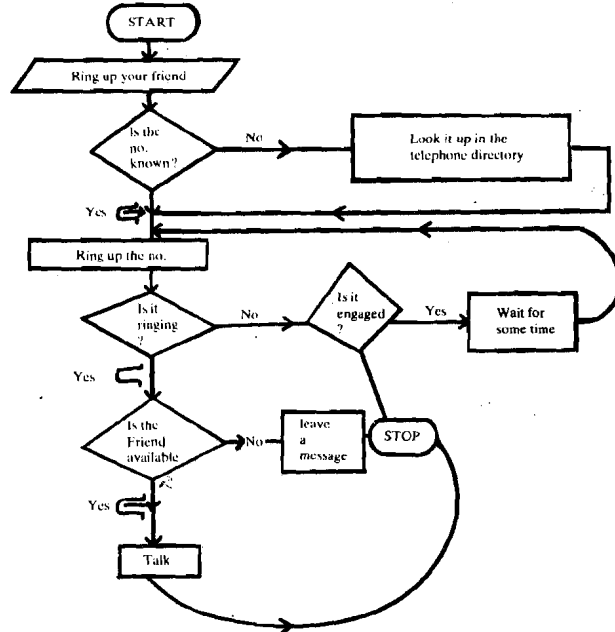 START
Ring up your friend
Is the
no.
known?
No
Look it up in the
telephone directory
Yes
Ring up the no.
Is it
ringing
?
No
Is it
engaged
?
Yes
Wait for
some time
Yes
Is the
Friend
available
No
leave
a
message
STOP
Yes
Talk